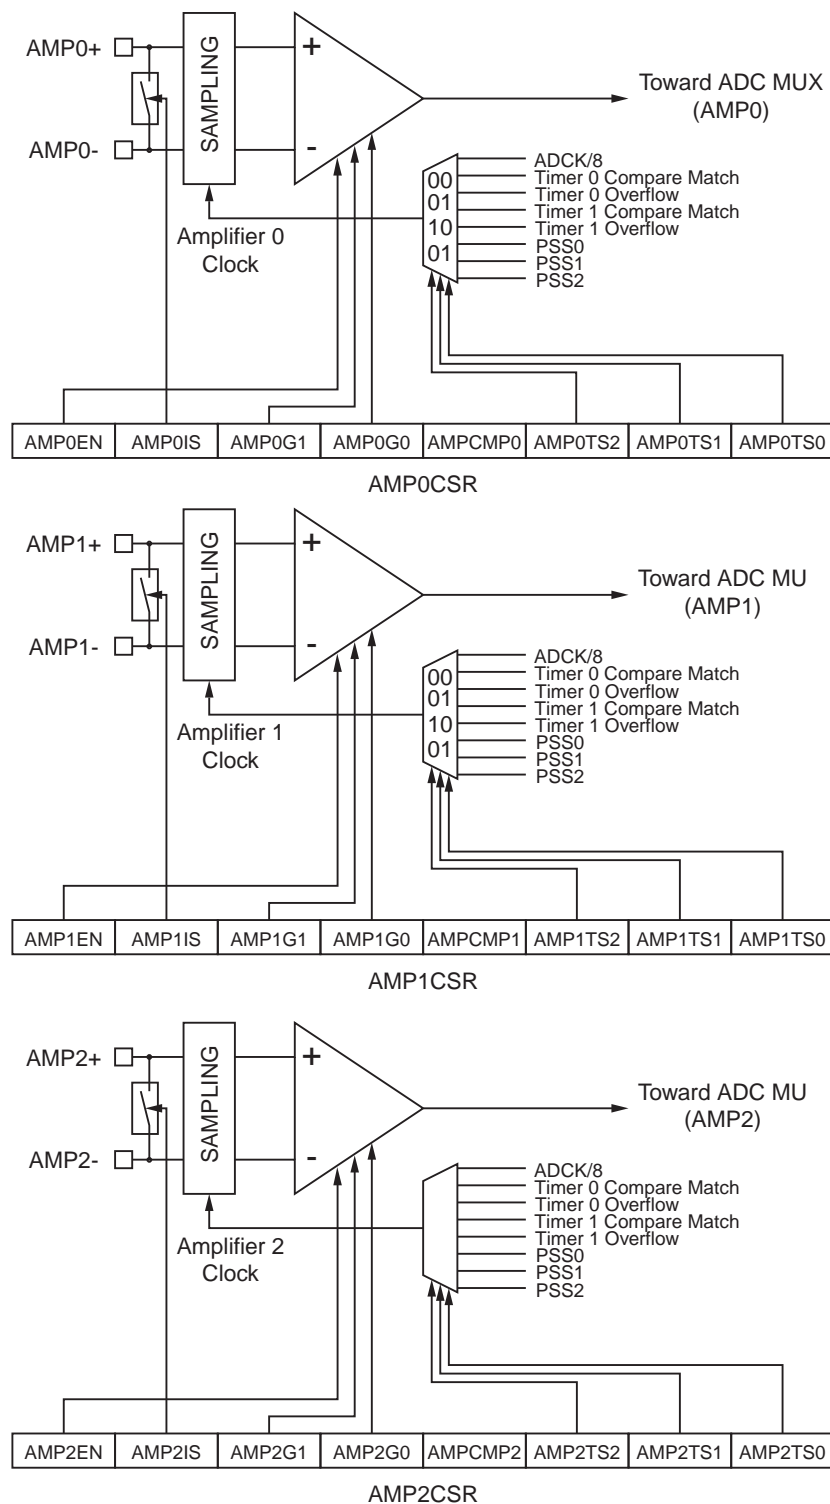 AMP0+
AMP0-
SAMPLING
+
-
Toward ADC MUX
(AMP0)
Amplifier 0
Clock
00
01
10
01
ADCK/8
Timer 0 Compare Match
Timer 0 Overflow
Timer 1 Compare Match
Timer 1 Overflow
PSS0
PSS1
PSS2
AMP0EN AMP0IS AMP0G1 AMP0G0 AMPCMP0 AMP0TS2 AMP0TS1 AMP0TS0
AMP0CSR
AMP1+
AMP1-
SAMPLING
+
-
Toward ADC MU
(AMP1)
Amplifier 1
Clock
00
01
10
01
ADCK/8
Timer 0 Compare Match
Timer 0 Overflow
Timer 1 Compare Match
Timer 1 Overflow
PSS0
PSS1
PSS2
AMP1EN AMP1IS AMP1G1 AMP1G0 AMPCMP1 AMP1TS2 AMP1TS1 AMP1TS0
AMP1CSR
AMP2+
AMP2-
SAMPLING
+
-
Toward ADC MU
(AMP2)
Amplifier 2
Clock
ADCK/8
Timer 0 Compare Match
Timer 0 Overflow
Timer 1 Compare Match
Timer 1 Overflow
PSS0
PSS1
PSS2
AMP2EN AMP2IS AMP2G1 AMP2G0 AMPCMP2 AMP2TS2 AMP2TS1 AMP2TS0
AMP2CSR